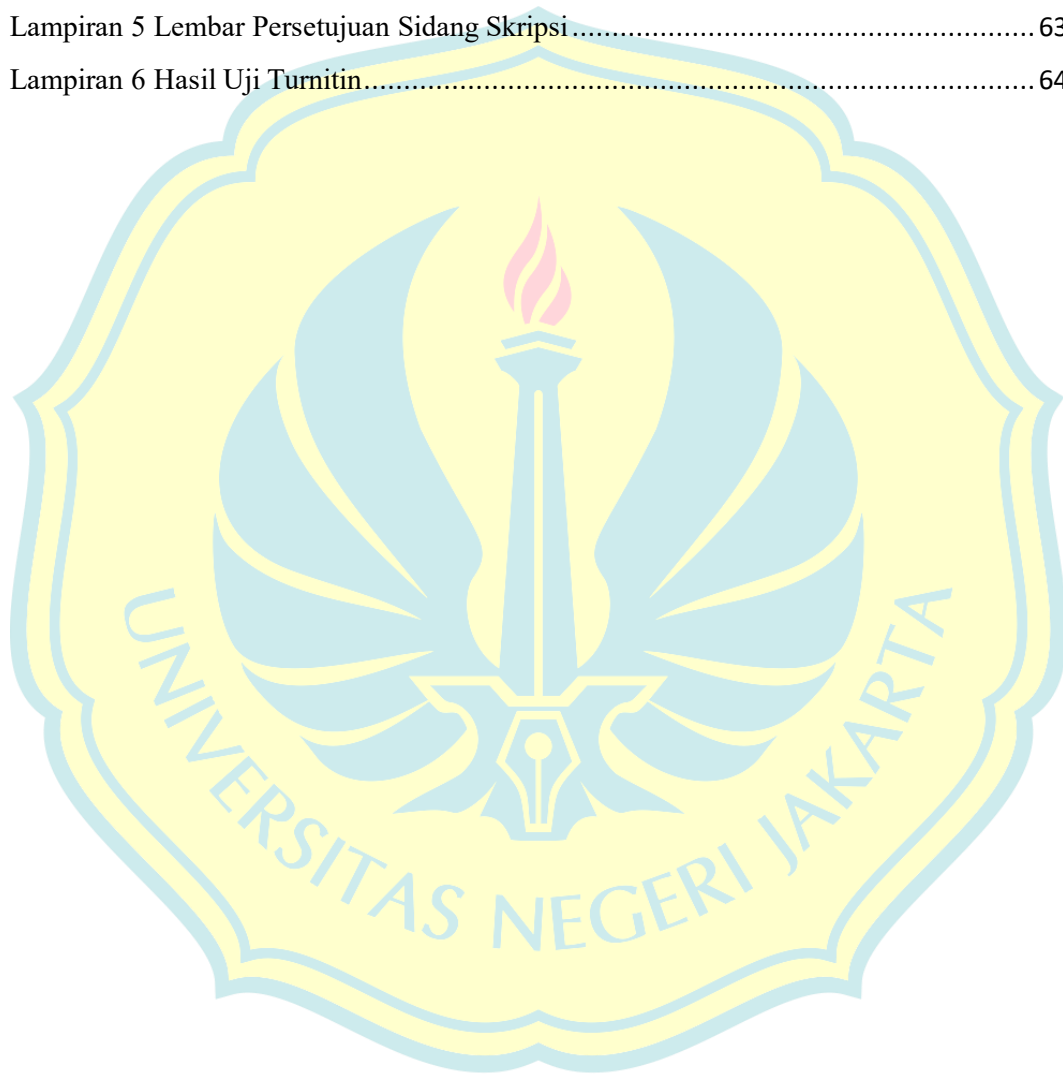 Lampiran 5 Lembar Persetujuan Sidang Skripsi.......................................................................... 63
Lampiran 6 Hasil Uji Turnitin........................................................................................................... 64
UNIVERSITAS NEGERI JAKARTA